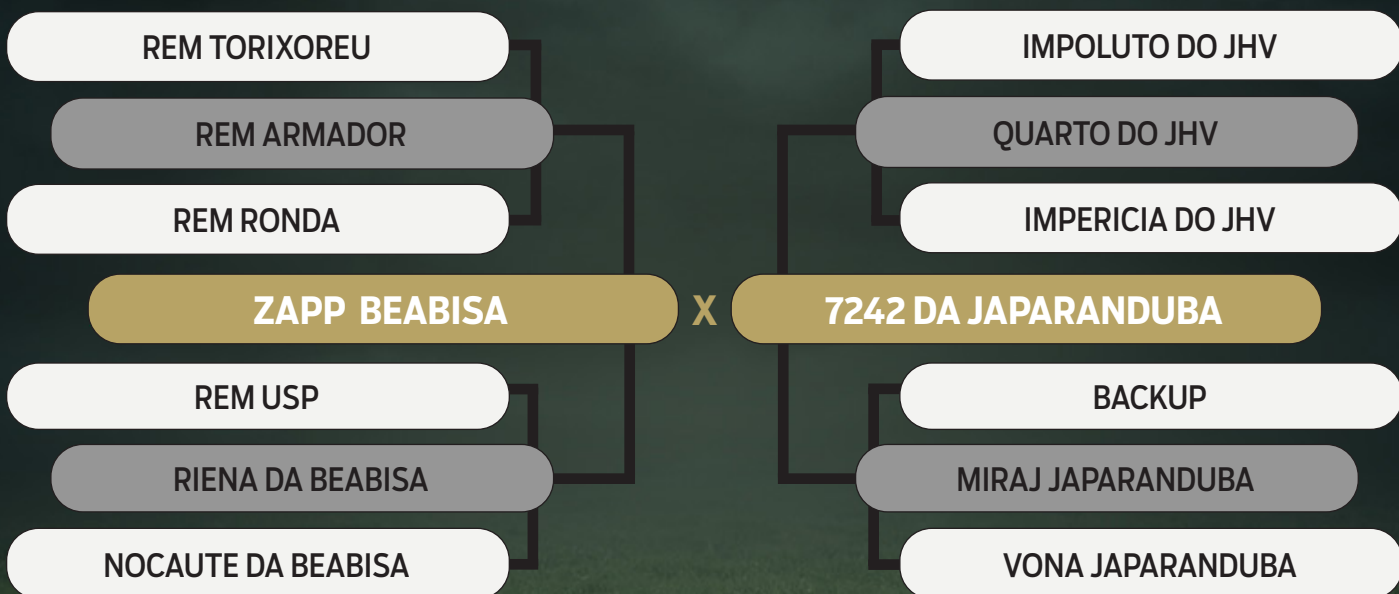 REM TORIXOREU
REM ARMADOR
REM RONDA
ZAPP BEABISA
REM USP
RIENA DA BEABISA
NOCAUTE DA BEABISA
X
IMPOLUTO DO JHV
QUARTO DO JHV
IMPERICIA DO JHV
7242 DA JAPARANDUBA
BACKUP
MIRAJ JAPARANDUBA
VONA JAPARANDUBA